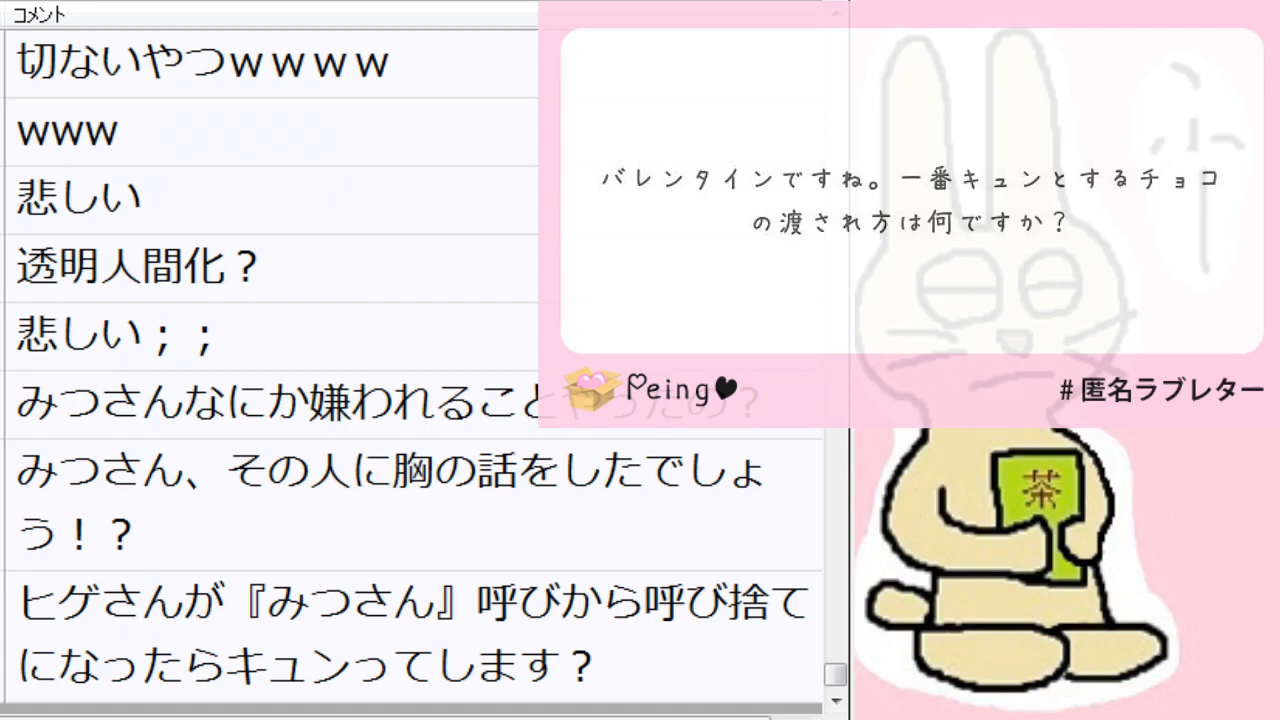 コメント
切ないやつｗｗｗｗ
www
悲しい
透明人間化？
悲しい；；
みつさんなにか嫌われることやったの？
みつさん、その人に胸の話をしたでしょ
う！？
ヒゲさんが『みつさん』呼びから呼び捨て
になったらキュンってします？
バレンタインですね。一番キュンとするチョコ
の渡され方は何ですか？
Peing
#匿名ラブレター
茶